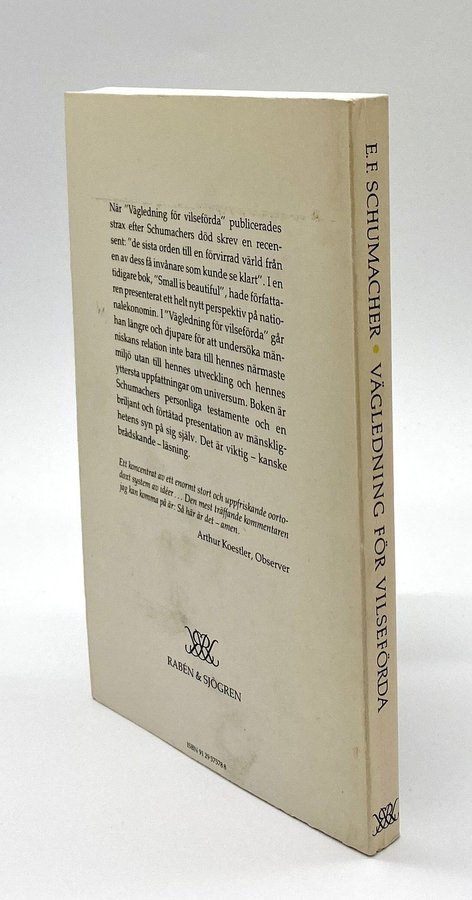 När "Vägledning för vilseförda" publicerades
strax efter Schumachers död skrev en recen-
sent: "de sista orden till en förvirrad värld från
en av dess få invånare som kunde se klart". I en
tidigare bok, "Small is beautiful", hade författa-
ren presenterat ett helt nytt perspektiv på natio-
nalekonomin. I "Vägledning för vilseförda" går
han längre och djupare för att undersöka män-
niskans relation inte bara till hennes närmaste
miljö utan till hennes utveckling och hennes
yttersta uppfattningar om universum. Boken är
Schumachers personliga testamente och en
briljant och förtätad presentation av mänsklig-
hetens syn på sig själv. Det är viktig – kanske
brådskande – läsning.
Ett koncentrat av ett enormt stort och uppfriskande oorto-
doxt system av idéer . . . Den mest träffande kommentaren
jag kan komma på är: Så här är det – amen.
Arthur Koestler, Observer
RABÉN & SJÖGREN
ISBN 91 29 57578 8
E. F. SCHUMACHER • VÄGLEDNING FÖR VILSEFÖRDA